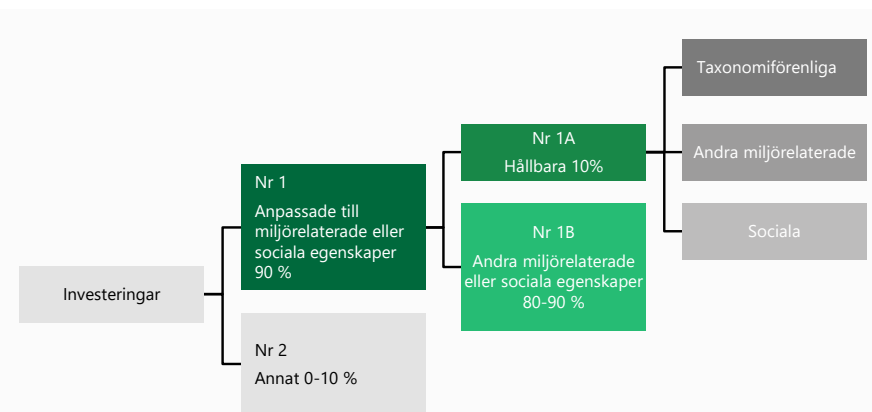 Investeringar
Nr 1
Anpassade till
miljörelaterade eller
sociala egenskaper
90 %
Nr 2
Annat 0-10 %
Nr 1A
Hållbara 10%
Nr 1B
Andra miljörelaterade
eller sociala egenskaper
80-90 %
Taxonomiförenliga
Andra miljörelaterade
Sociala